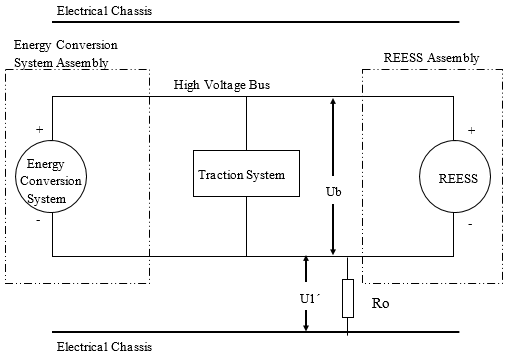 Electrical Chassis
Energy Conversion
System Assembly
REESS Assembly
High Voltage Bus
+
+
Energy
Conversion
System
Traction System
Ub
REESS
-
-
U1´
Ro
Electrical Chassis